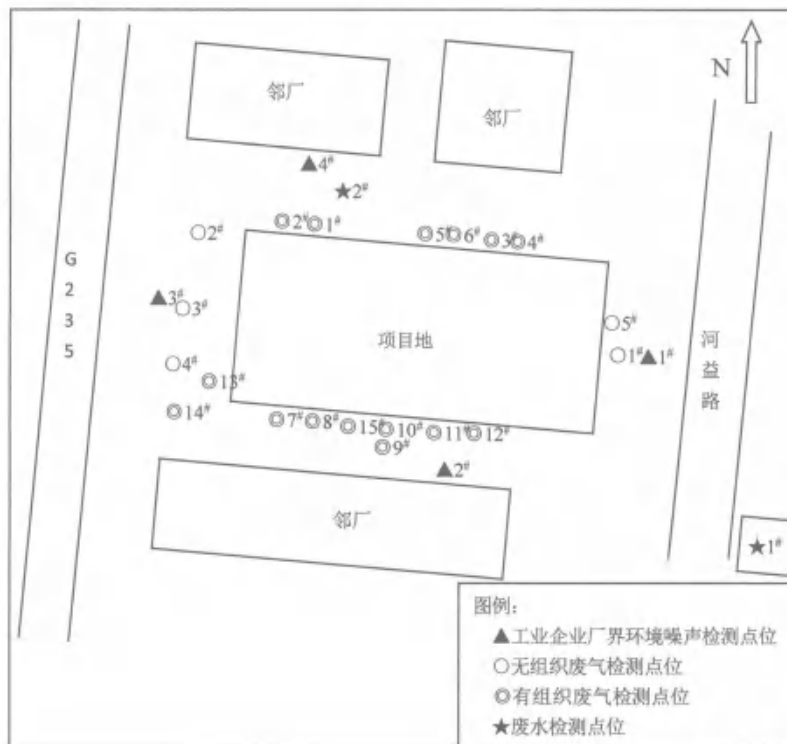 邻厂
邻厂
N
▲4#
★2#
◎2# ◎1#
◎5# ◎6# ◎3# ◎4#
○2#
G235
▲3#
○3#
项目地
○5#
○1# ▲1#
河益路
○4#
◎13#
◎14#
◎7# ◎8# ◎15# ◎10# ◎11# ◎12#
◎9#
▲2#
邻厂
★1#
图例：
▲工业企业厂界环境噪声检测点位
○无组织废气检测点位
◎有组织废气检测点位
★废水检测点位